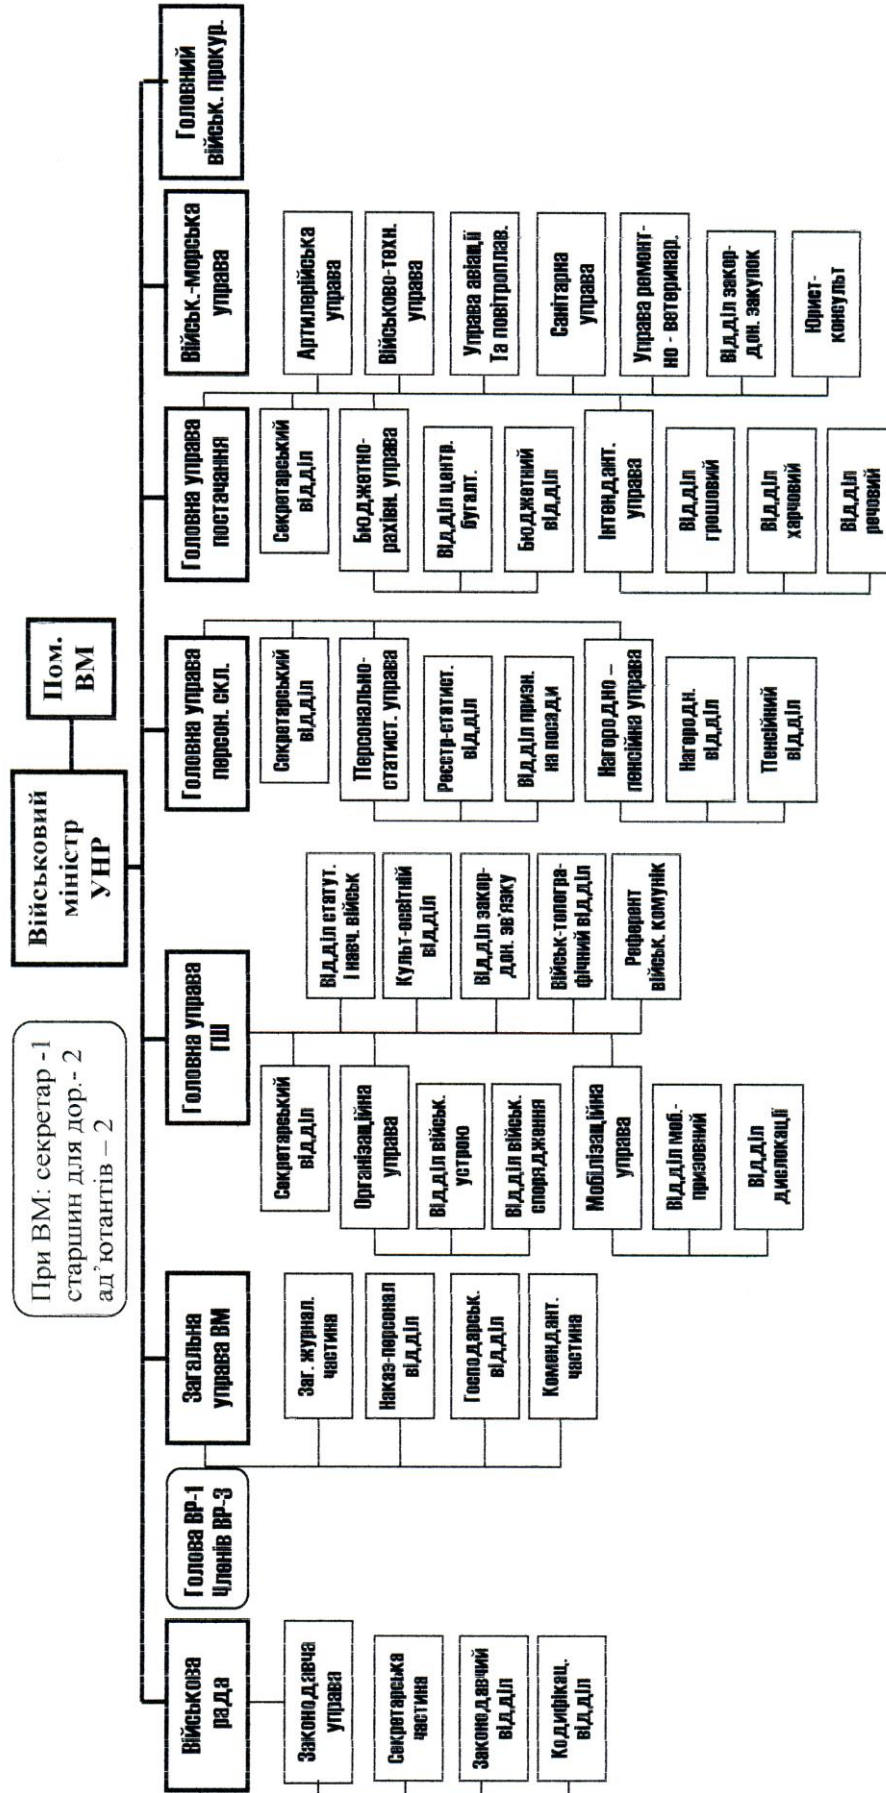 При ВМ: секретар -1
старшин для дор.- 2
ад’ютантів – 2
Військовий
міністр
УНР
Пом.
ВМ
Військова
рада
Голова ВР-1
Членів ВР-3
Загальна
управа ВМ
Головна управа
ГШ
Головна управа
персон. скл.
Головна управа
постачання
Військ.-морська
управа
Головний
військ. прокур.
Законодавча
управа
Секретарська
частина
Законодавчий
відділ
Кодифікац.
відділ
Заг. журнал.
частина
Наказ-персонал
відділ
Господарськ.
відділ
Комендант.
частина
Секретарський
відділ
Організаційна
управа
Відділ військ.
устрою
Відділ військ.
спорядження
Мобілізаційна
управа
Відділ моб.-
призовний
Відділ
дислокації
Відділ статут.
і навч. військ
Культ-освітній
відділ
Відділ закор-
дон. зв'язку
Військ-топогра-
фічний відділ
Референт
військ. комунік
Секретарський
відділ
Персонально-
статист. управа
Реєстр-статист.
відділ
Відділ призн.
на посади
Нагородно –
пенсійна управа
Нагородн.
відділ
Пенсійний
відділ
Секретарський
відділ
Бюджетно-
рахівн. управа
Відділ центр.
бугалт.
Бюджетний
відділ
Інтендант.
управа
Відділ
грошовий
Відділ
харчовий
Відділ
речовий
Артилерійська
управа
Військово-техн.
управа
Управа авіації
Та повітроплав.
Санітарна
управа
Управа ремонт-
но - ветеринар.
Відділ закор-
дон. закупок
Юрист-
консульт